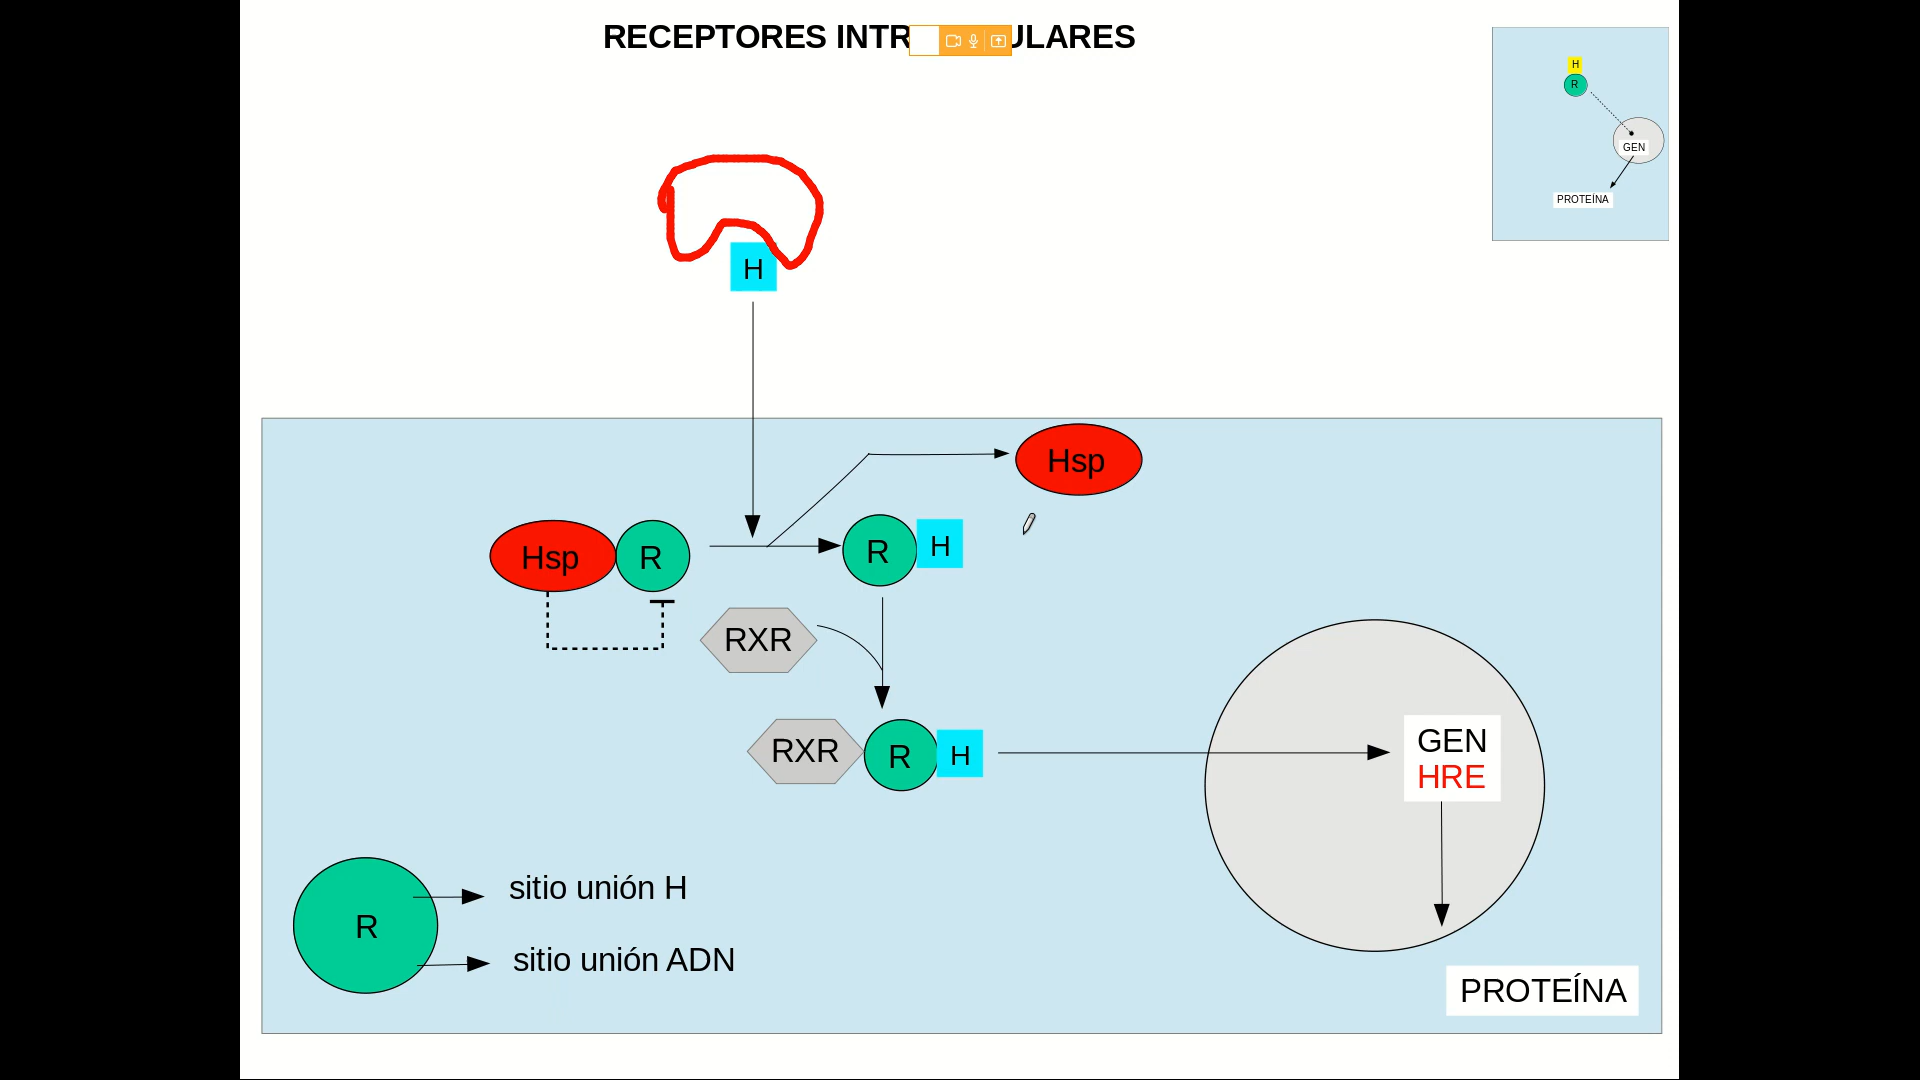 RECEPTORES INTR ULARES
H
R
GEN
PROTEÍNA
H
Hsp
Hsp
R
R
H
RXR
RXR
R
H
GEN
HRE
R
sitio unión H
sitio unión ADN
PROTEÍNA